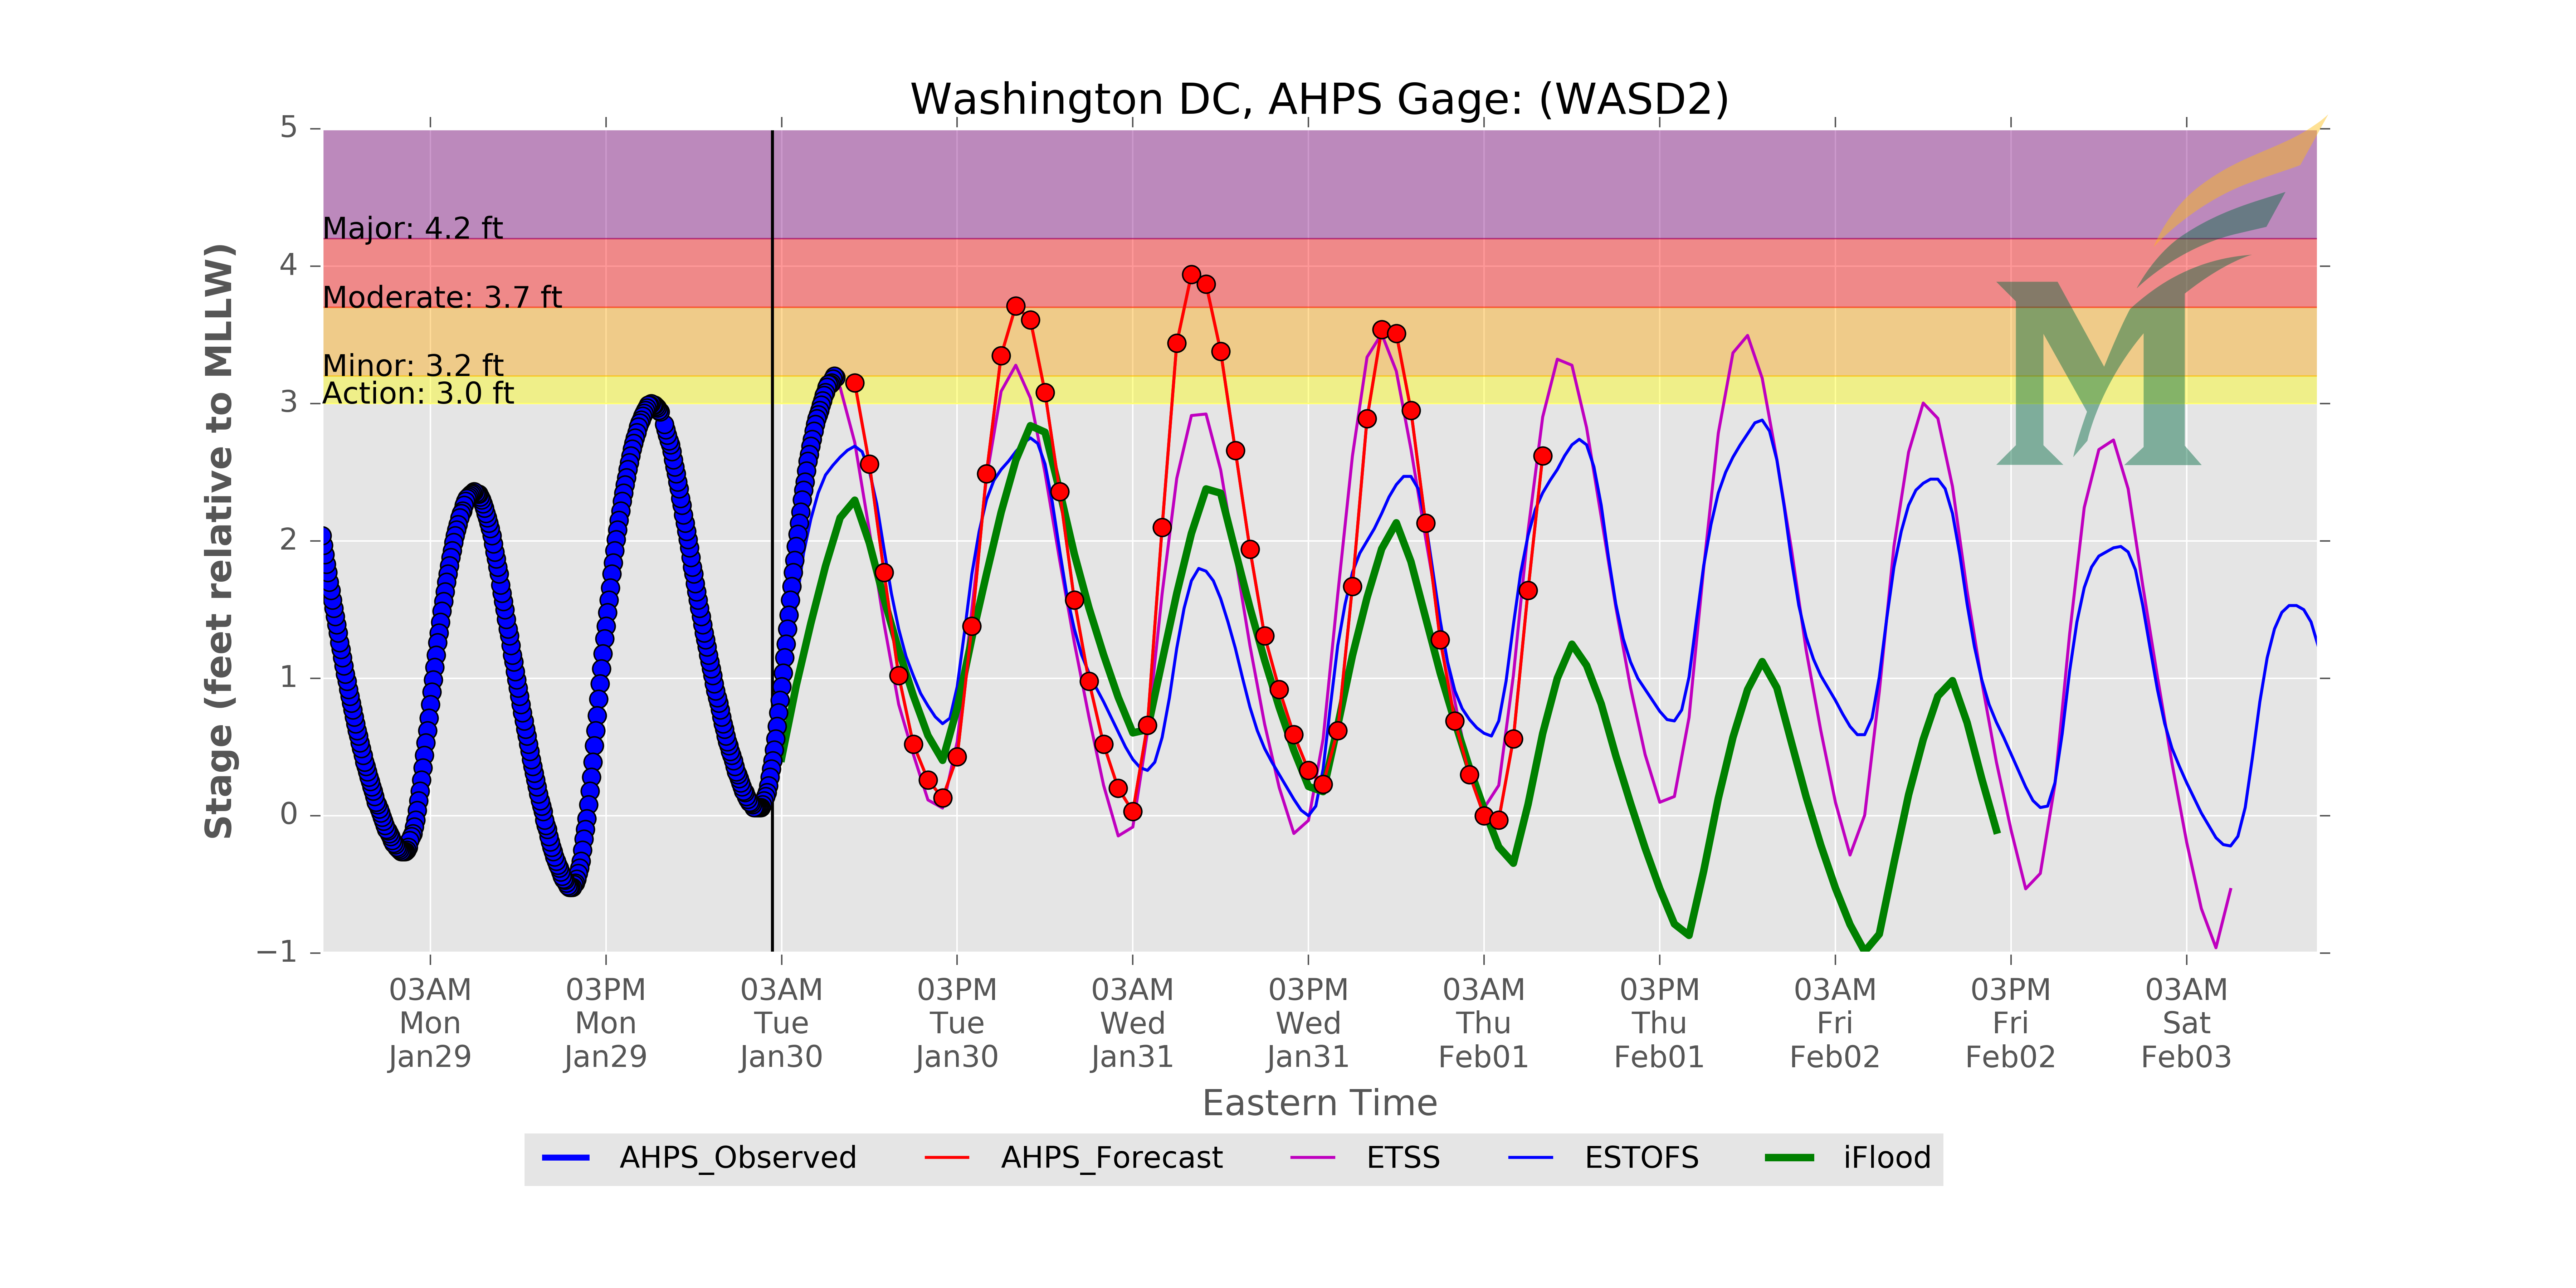 Washington DC, AHPS Gage: (WASD2)
5
Major: 4.2 ft
4
Moderate: 3.7 ft
Minor: 3.2 ft
Action: 3.0 ft
3
2
1
0
−1
Stage (feet relative to MLLW)
03AM 03PM 03AM 03PM 03AM 03PM 03AM 03PM 03AM 03PM 03AM
Mon Mon Tue Tue Wed Wed Thu Thu Fri Fri Sat
Jan29 Jan29 Jan30 Jan30 Jan31 Jan31 Feb01 Feb01 Feb02 Feb02 Feb03
Eastern Time
AHPS_Observed AHPS_Forecast ETSS ESTOFS iFlood
M